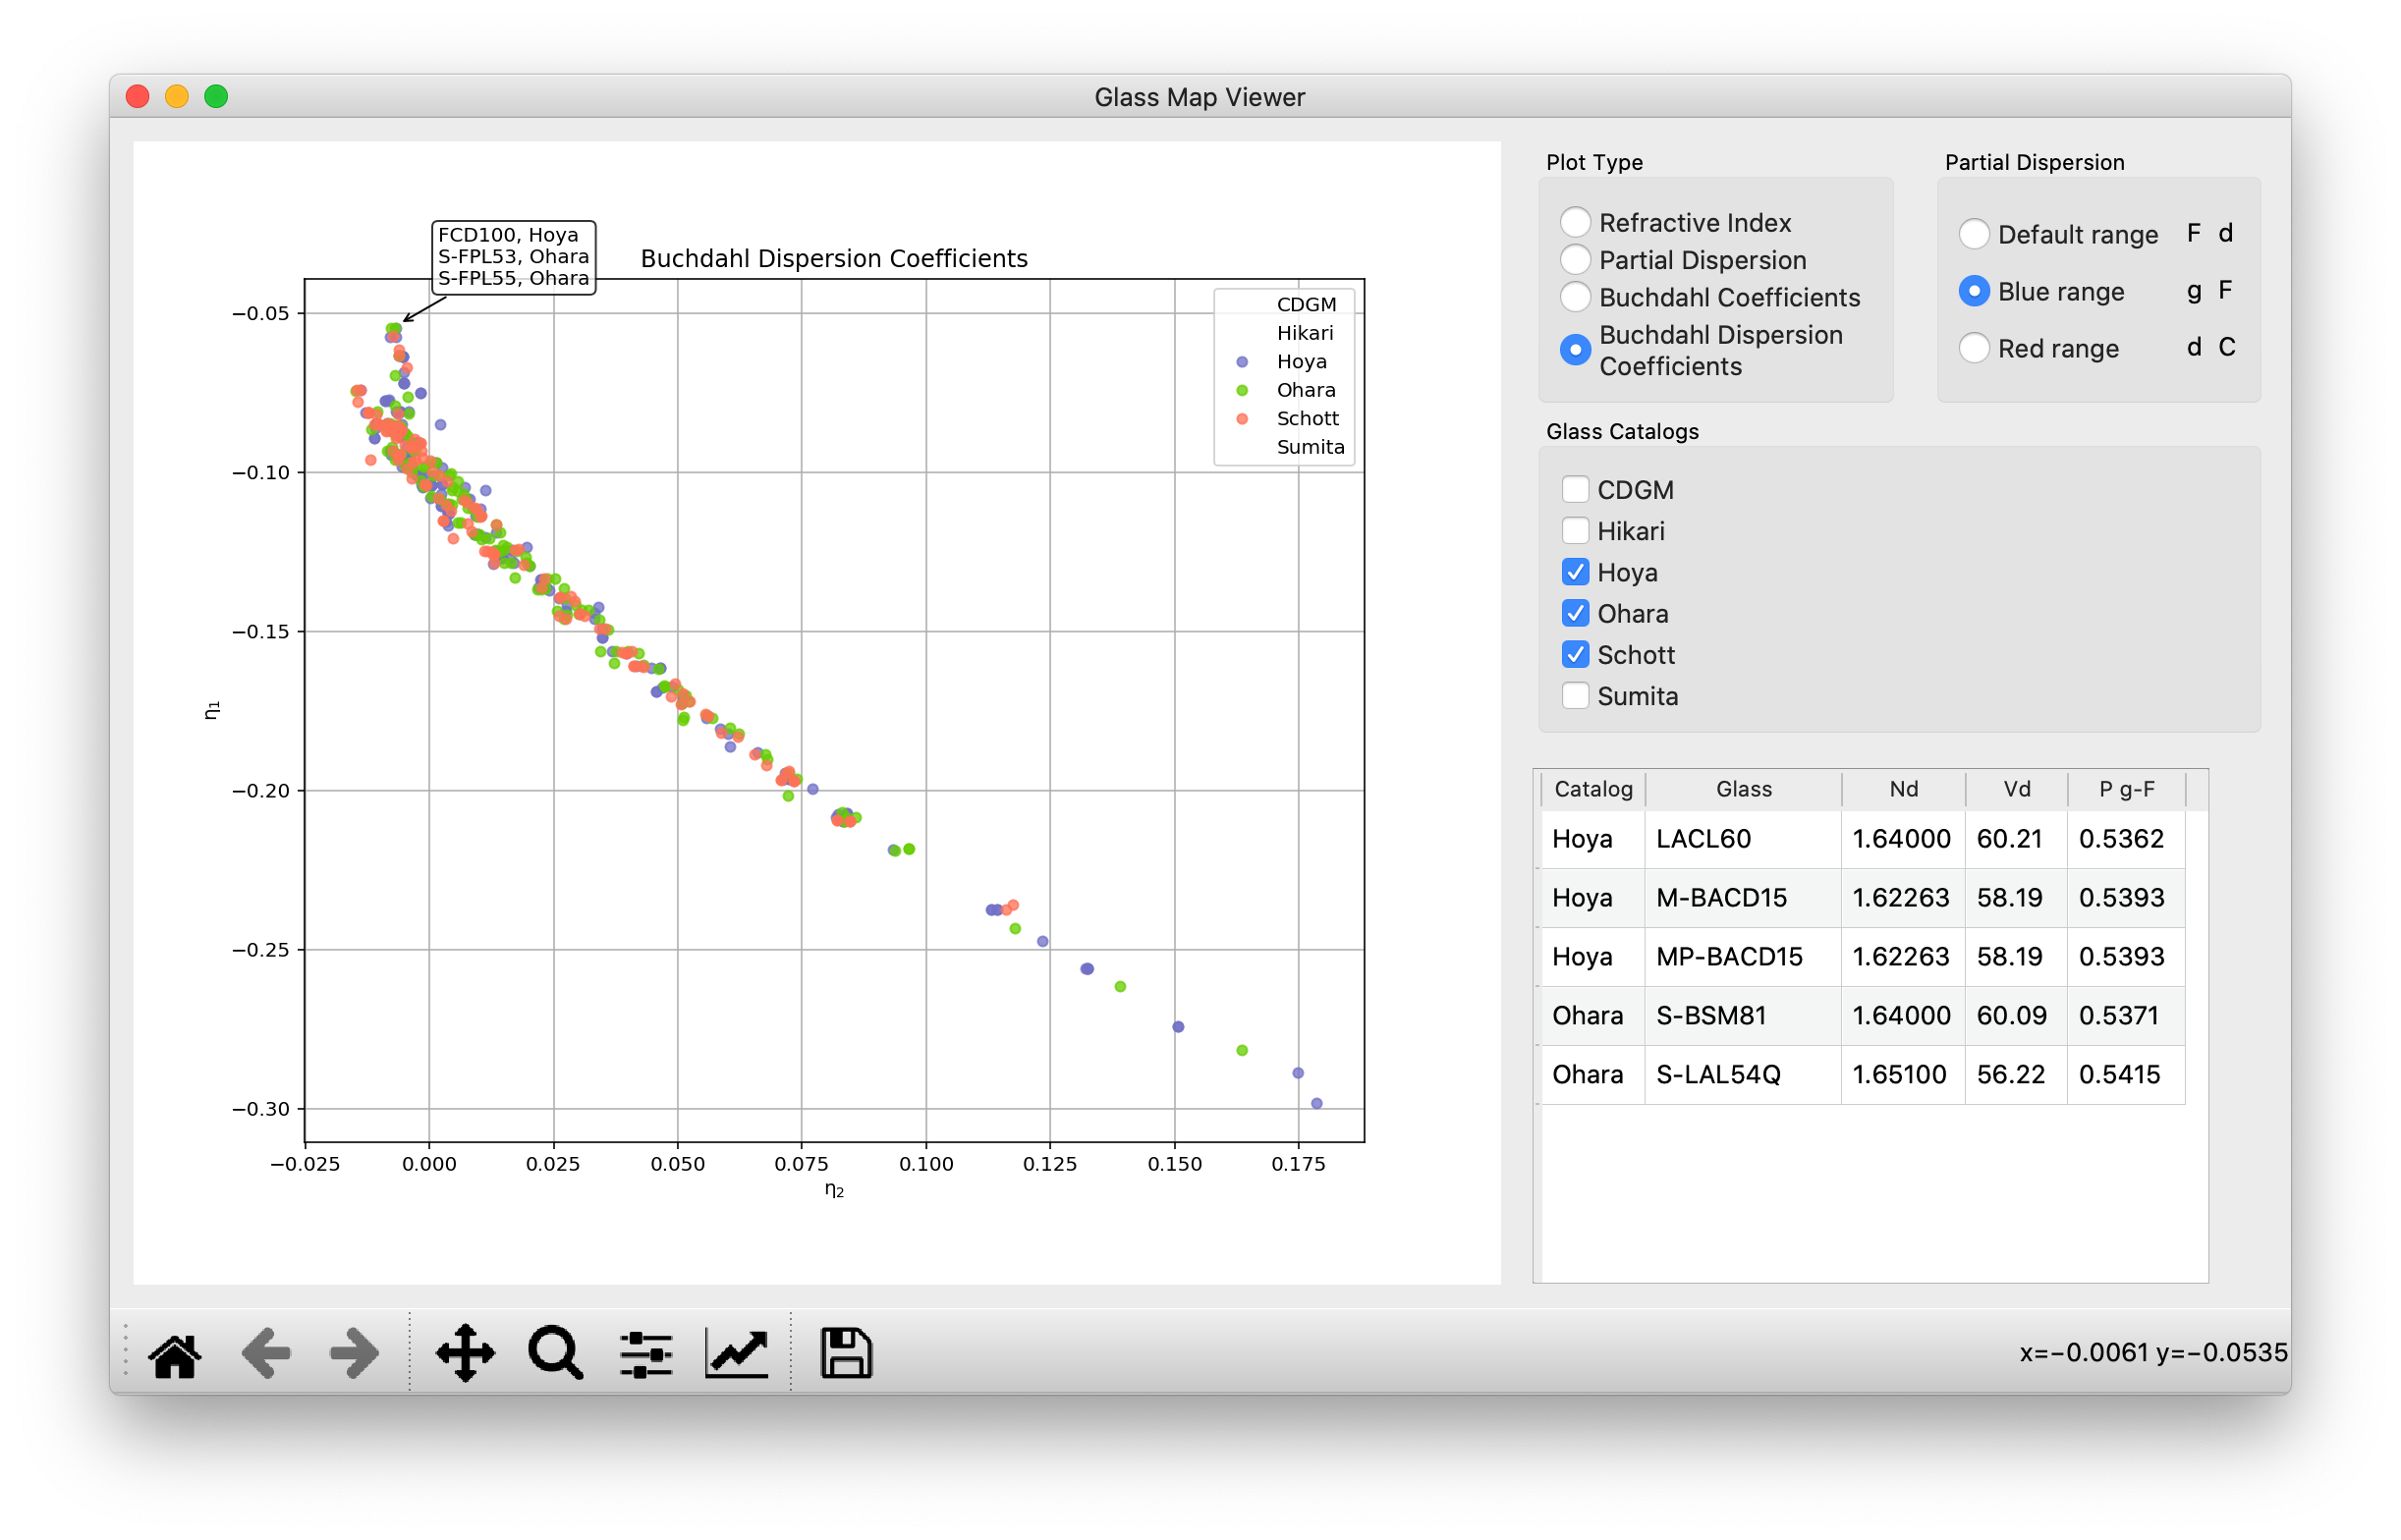 Glass Map Viewer
FCD100, Hoya
S-FPL53, Ohara
S-FPL55, Ohara
Buchdahl Dispersion Coefficients
CDGM
Hikari
Hoya
Ohara
Schott
Sumita
−0.05
−0.10
−0.15
−0.20
−0.25
−0.30
η₁
−0.025 0.000 0.025 0.050 0.075 0.100 0.125 0.150 0.175
η₂
Plot Type
Refractive Index
Partial Dispersion
Buchdahl Coefficients
Buchdahl Dispersion
Coefficients
Partial Dispersion
Default range F d
Blue range g F
Red range d C
Glass Catalogs
CDGM
Hikari
Hoya
Ohara
Schott
Sumita
Catalog Glass Nd Vd P g-F
Hoya LACL60 1.64000 60.21 0.5362
Hoya M-BACD15 1.62263 58.19 0.5393
Hoya MP-BACD15 1.62263 58.19 0.5393
Ohara S-BSM81 1.64000 60.09 0.5371
Ohara S-LAL54Q 1.65100 56.22 0.5415
x=−0.0061 y=−0.0535